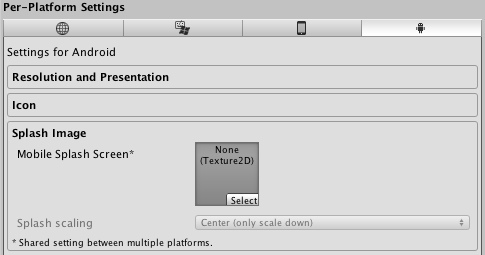 Per-Platform Settings
Settings for Android
Resolution and Presentation
Icon
Splash Image
Mobile Splash Screen*
None
(Texture2D)
Select
Splash scaling
Center (only scale down)
* Shared setting between multiple platforms.